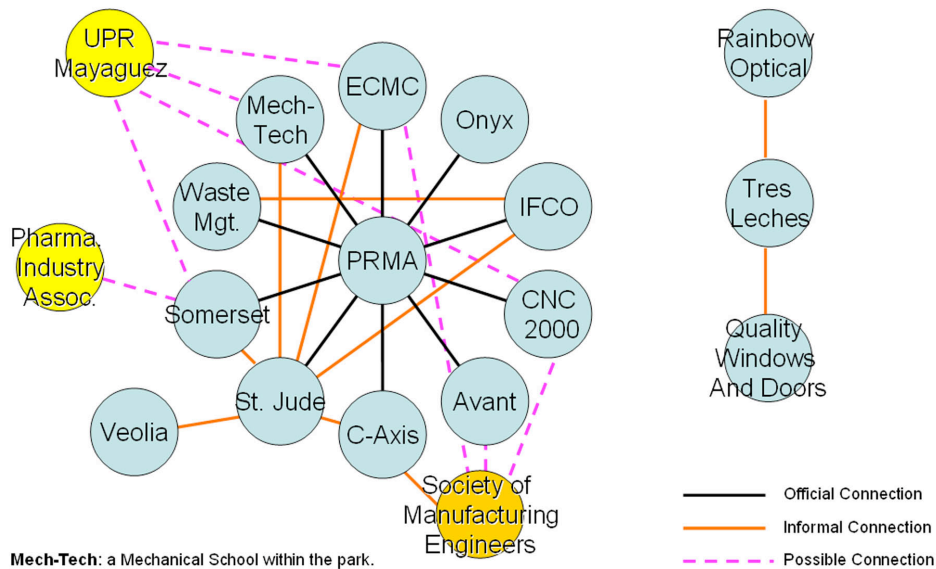 UPR
Mayaguez
Mech-
Tech
ECMC
Onyx
Waste
Mgt.
IFCO
Pharma.
Industry
Assoc.
PRMA
Somerset
CNC
2000
St. Jude
C-Axis
Avant
Veolia
Society of
Manufacturing
Engineers
Rainbow
Optical
Tres
Leches
Quality
Windows
And Doors
Official Connection
Informal Connection
Possible Connection
Mech-Tech: a Mechanical School within the park.